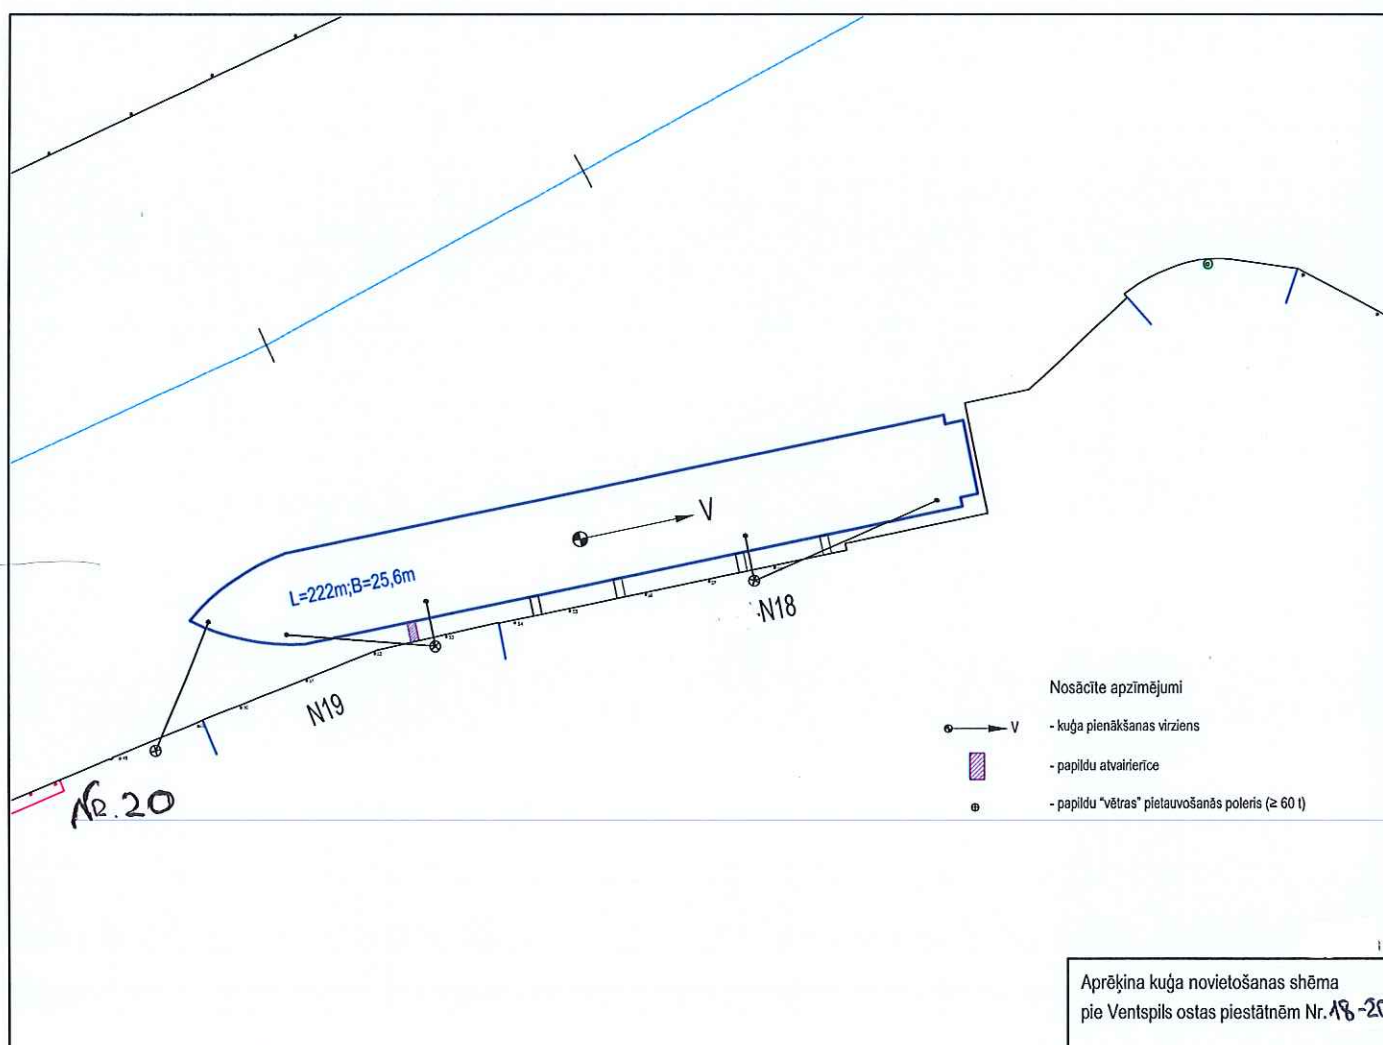 V
L=222m;B=25,6m
N18
N19
Nr. 20
Nosācīte apzīmējumi
V - kuģa pienākšanas virziens
- papildu atvairierīce
- papildu “vētras” pietauvošanās poleris (≥ 60 t)
Aprēķina kuģa novietošanas shēma
pie Ventspils ostas piestātnēm Nr. 18-20